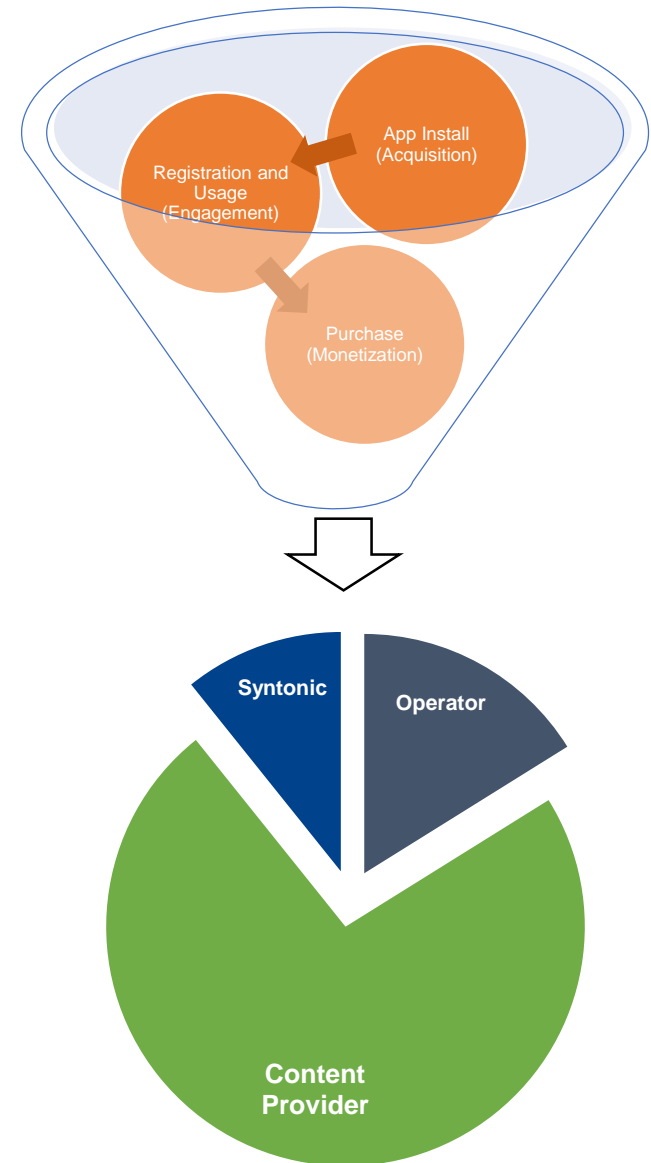 App Install
(Acquisition)
Registration and
Usage
(Engagement)
Purchase
(Monetization)
Syntonic
Operator
Content
Provider